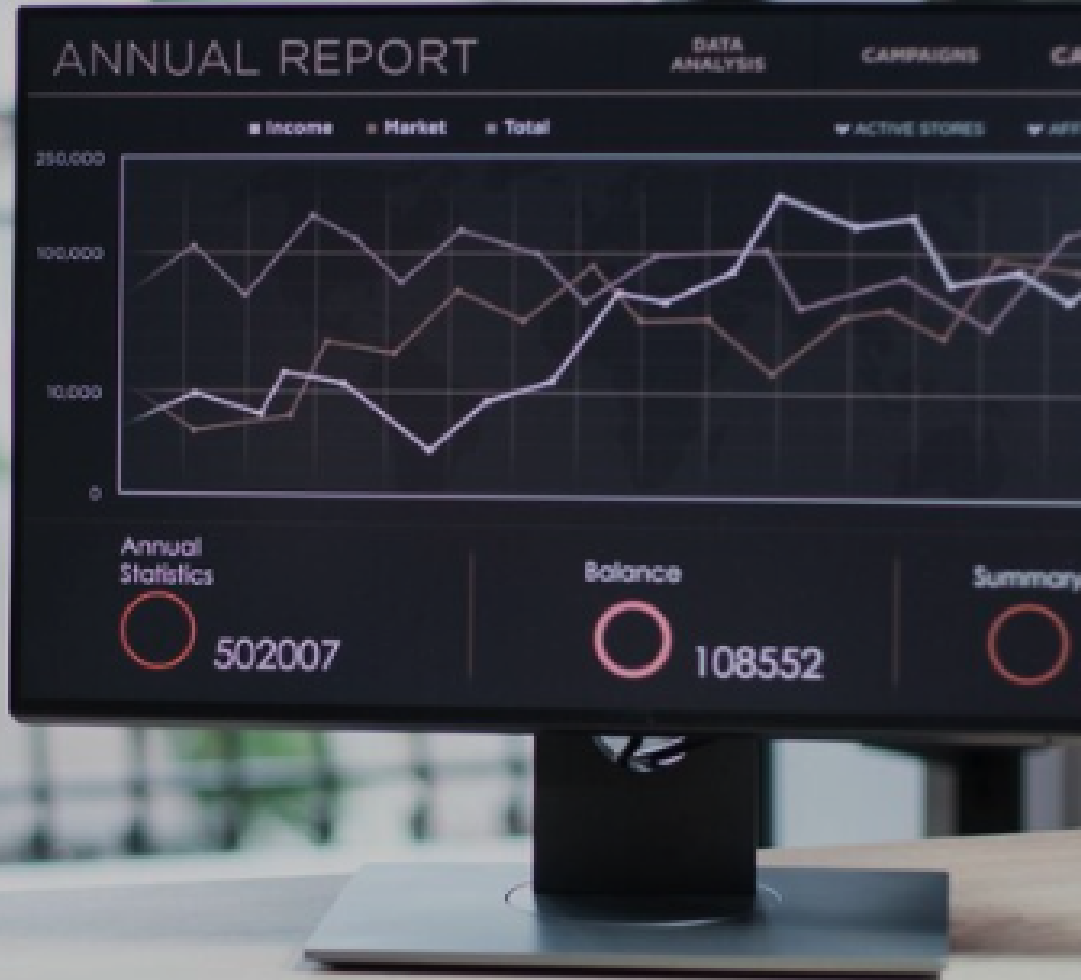 ANNUAL REPORT
DATA
ANALYSIS
CAMPAIGNS
Income Market Total
ACTIVE STORES
250,000
100,000
10,000
0
Annual
Statistics
502007
Balance
108552
Summary